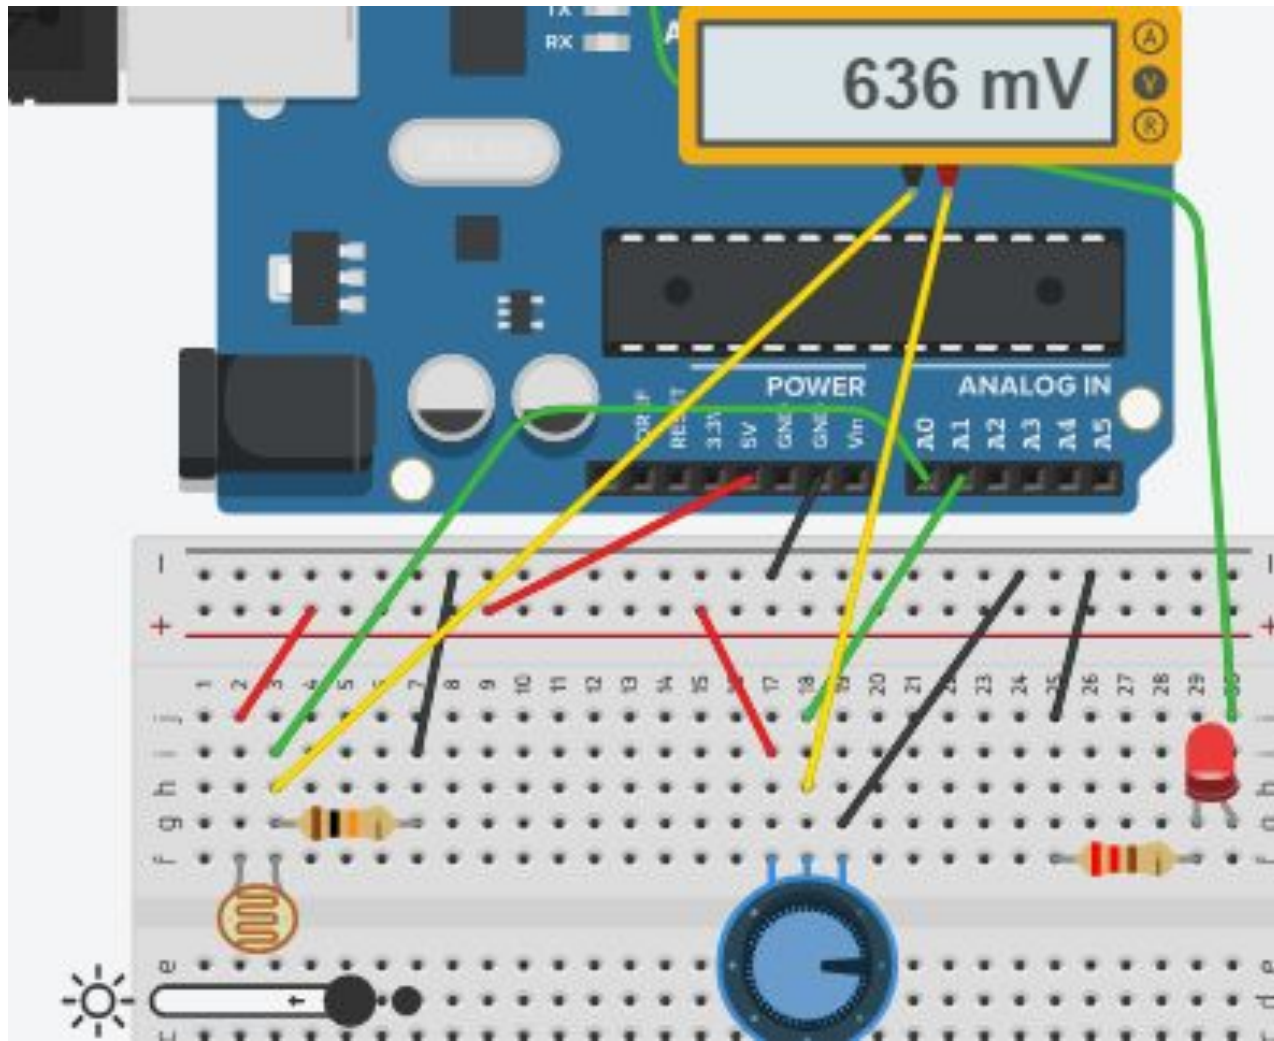 TX
RX
636 mV
A
V
R
POWER
ANALOG IN
RESET
3.3V
5V
GND
GND
Vin
A0
A1
A2
A3
A4
A5
−
−
+
+
1 2 3 4 5 6 7 8 9 10 11 12 13 14 15 16 17 18 19 20 21 22 23 24 25 26 27 28 29 30
j
j
i
i
h
h
g
g
f
f
e
e
d
c